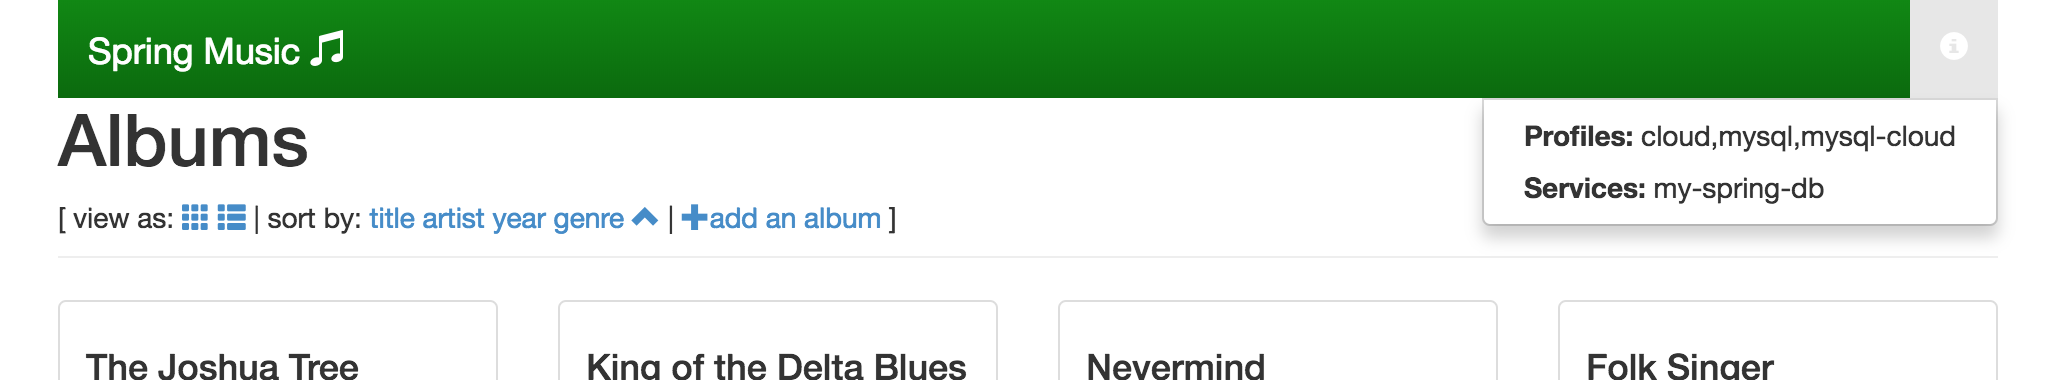 Spring Music
Profiles: cloud,mysql,mysql-cloud
Services: my-spring-db
Albums
[ view as: | sort by: title artist year genre | add an album ]
The Joshua Tree
King of the Delta Blues
Nevermind
Folk Singer